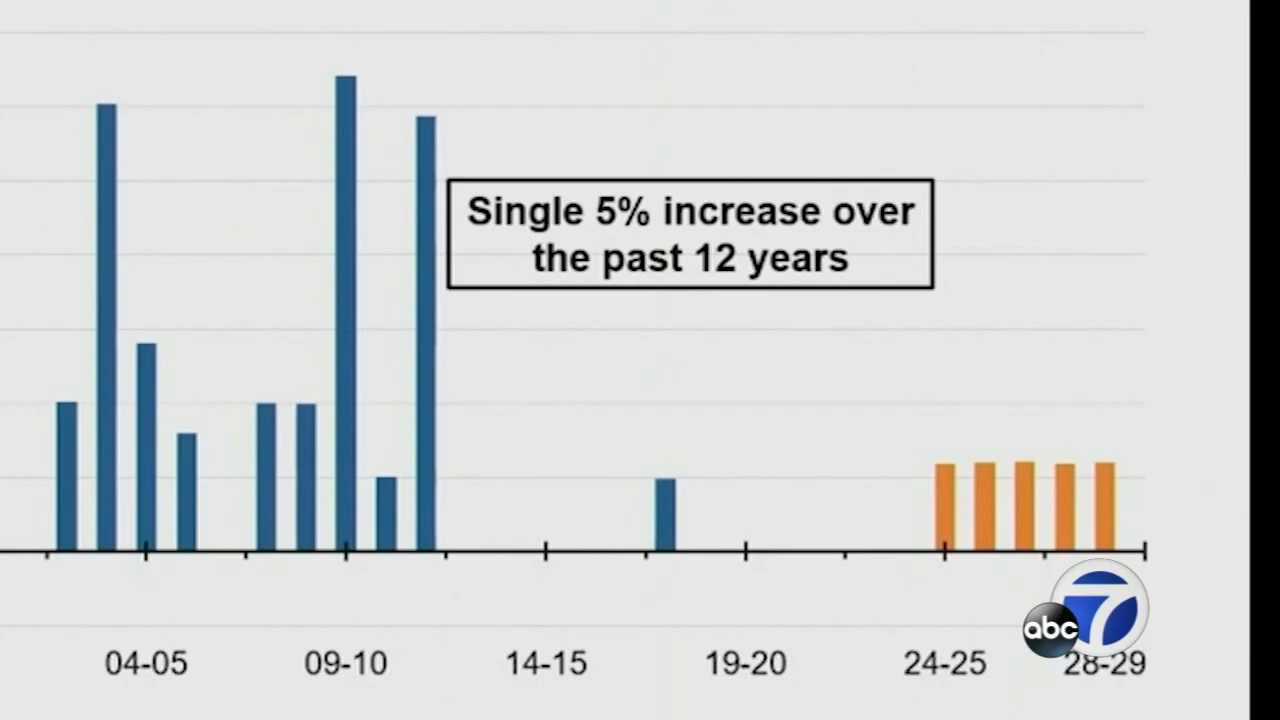 Single 5% increase over
the past 12 years
04-05 09-10 14-15 19-20 24-25 28-29
abc 7